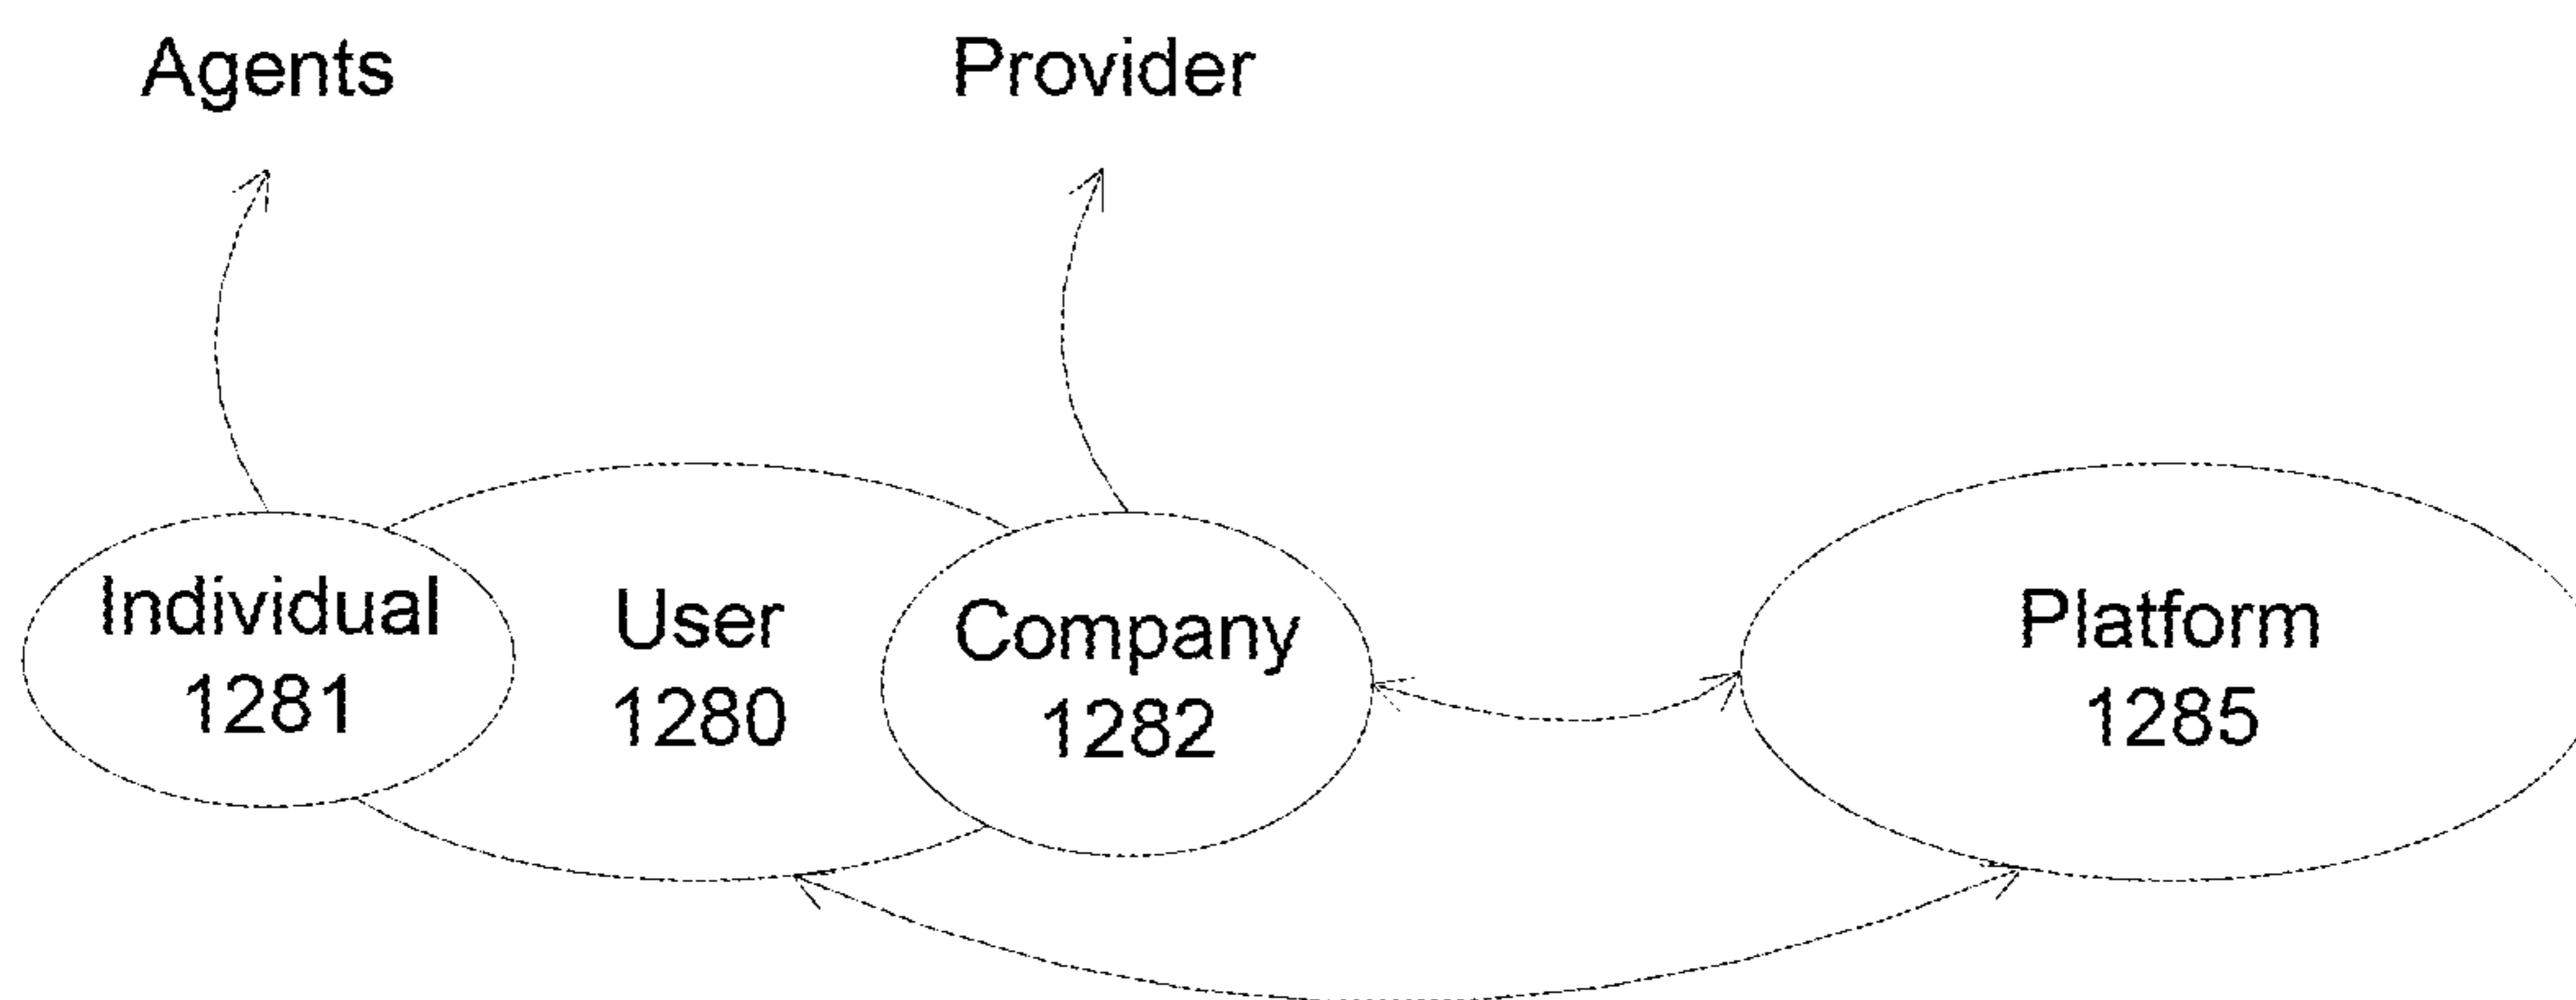 Agents
Provider
Individual
1281
User
1280
Company
1282
Platform
1285